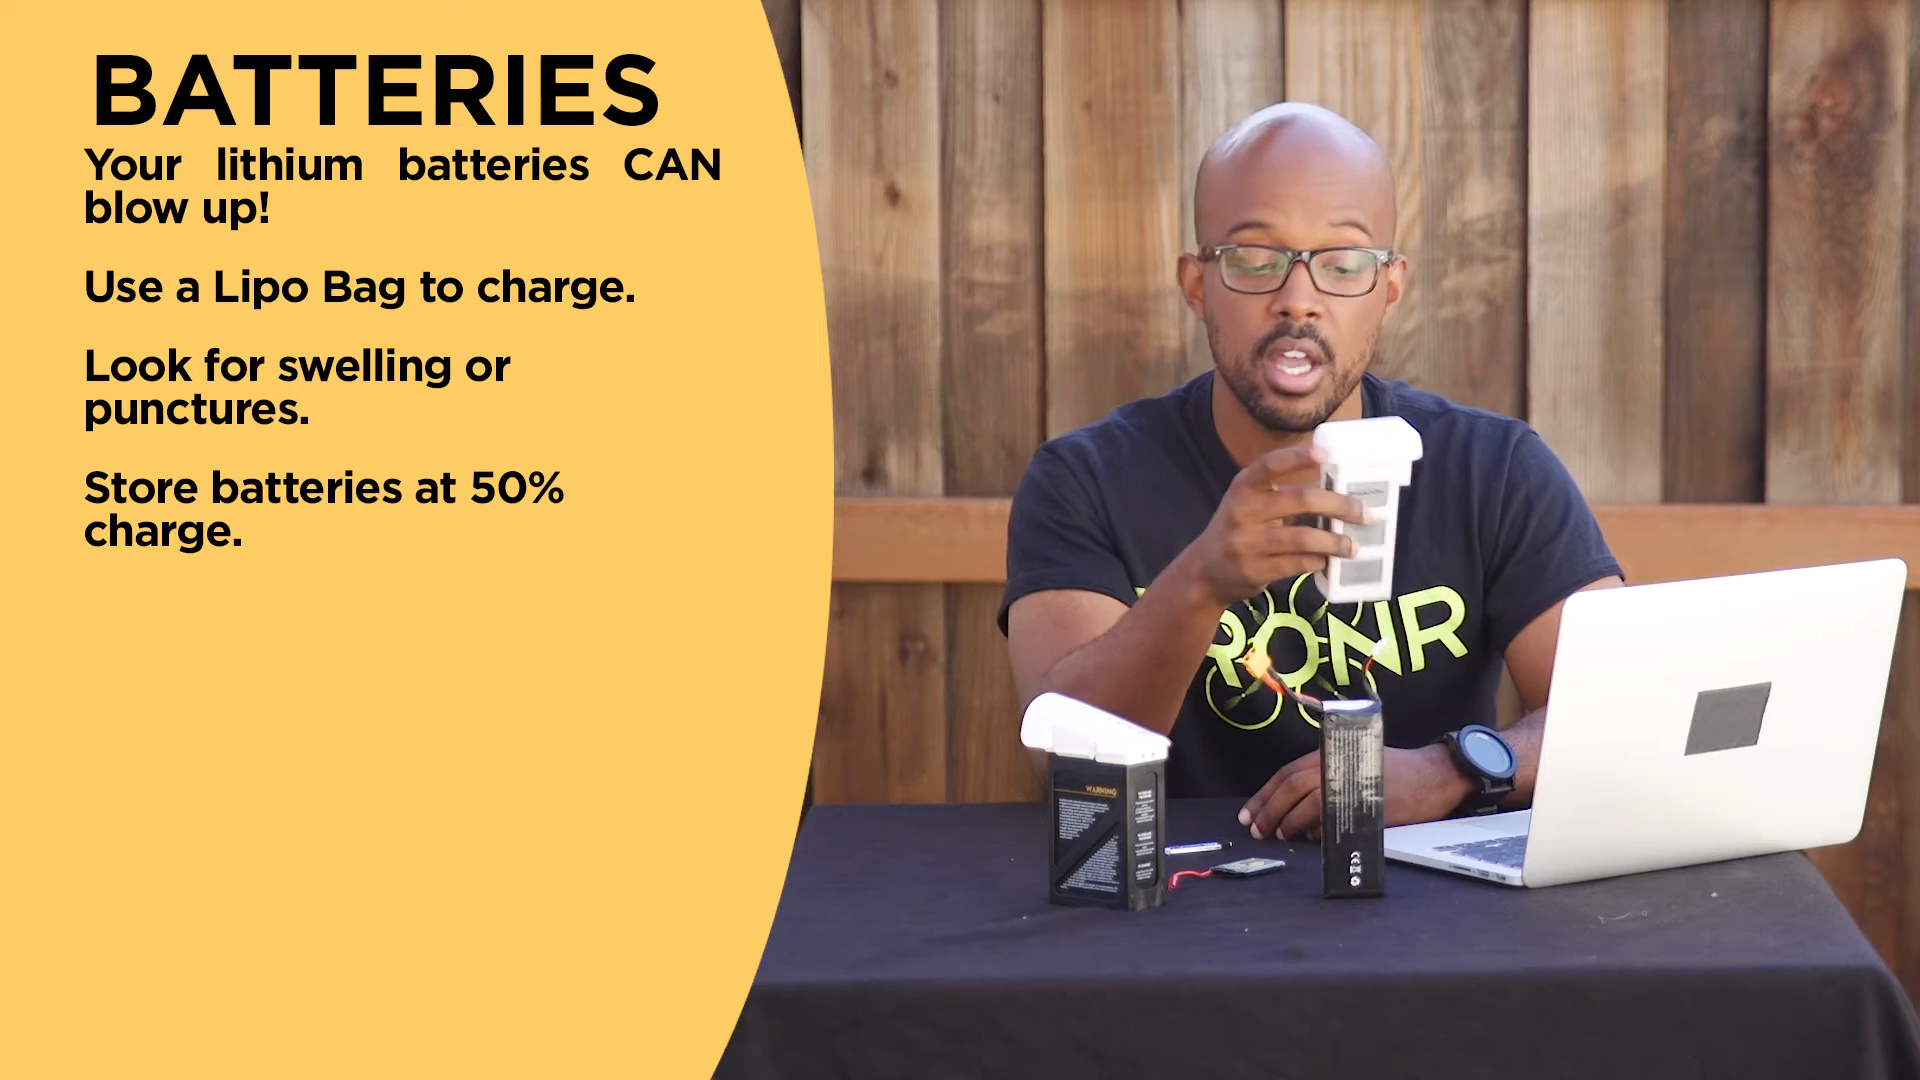 BATTERIES
Your lithium batteries CAN
blow up!
Use a Lipo Bag to charge.
Look for swelling or
punctures.
Store batteries at 50%
charge.
RONR
WARNING